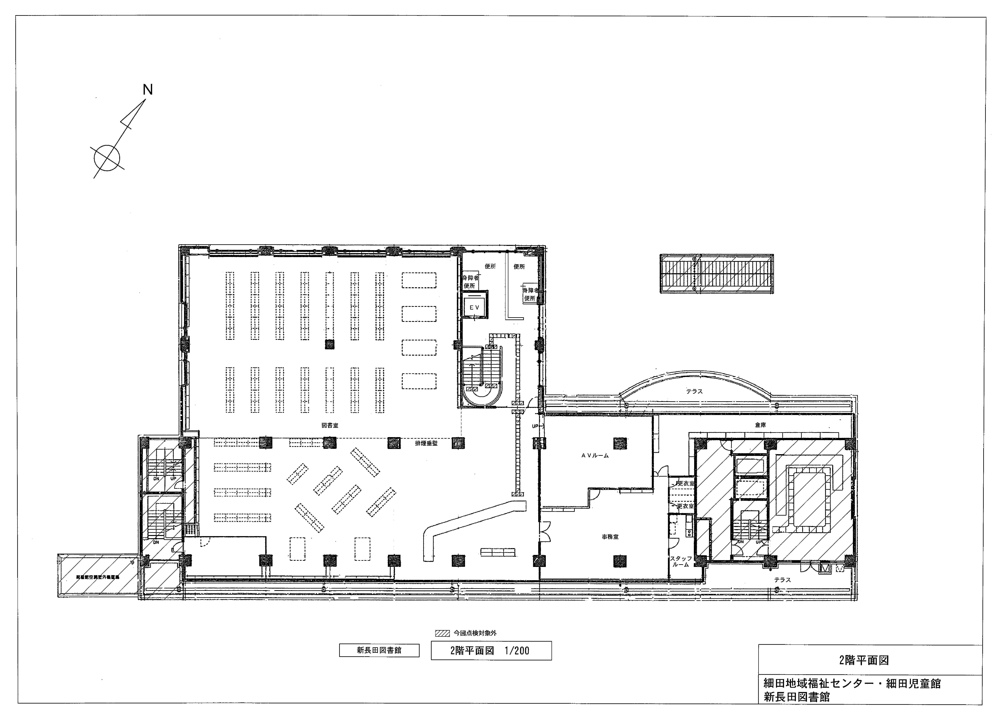 N
便所
便所
身障者
便所
身障者
便所
EV
テラス
図書室
UP
倉庫
排煙垂壁
AVルーム
DN
UP
更衣室
更衣室
事務室
DN
DN
UP
スタッフ
ルーム
テラス
今回点検対象外
新長田図書館
2階平面図 1/200
2階平面図
細田地域福祉センター・細田児童館
新長田図書館